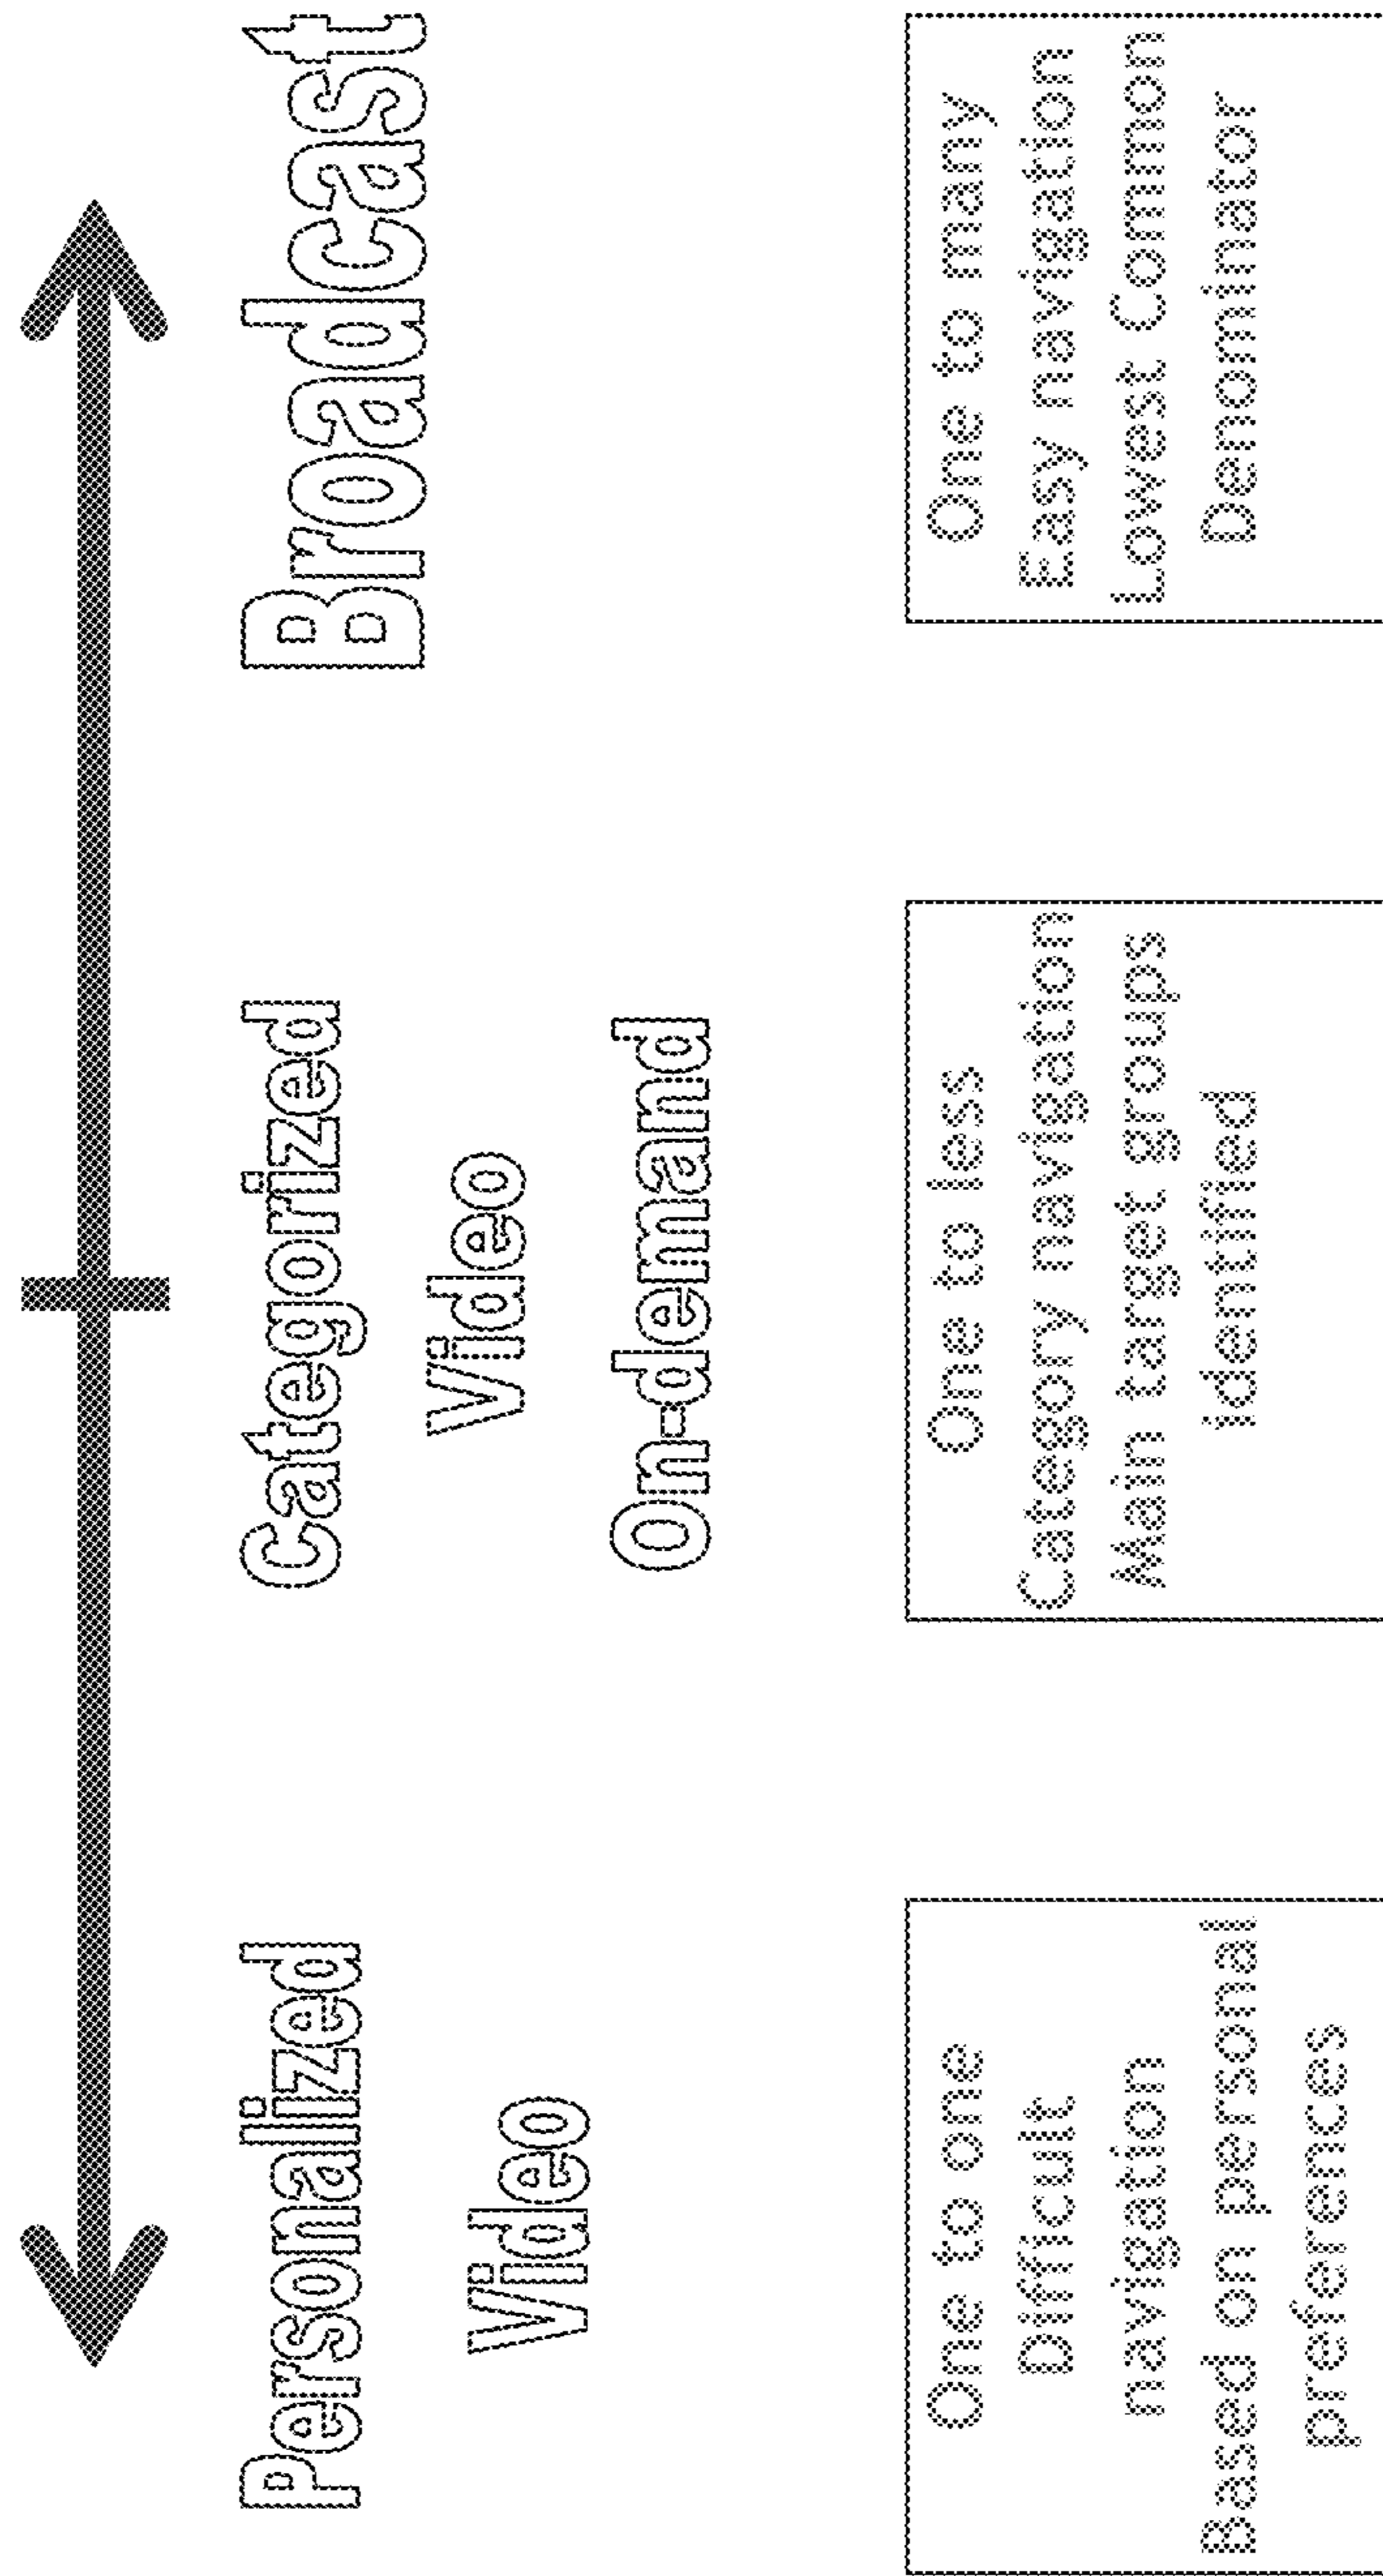 Personalized
Video
Categorized
Video
On-demand
Broadcast
One to one
Difficult
navigation
Based on personal
preferences
One to less
Category navigation
Main target groups
identified
One to many
Easy navigation
Lowest Common
Denominator